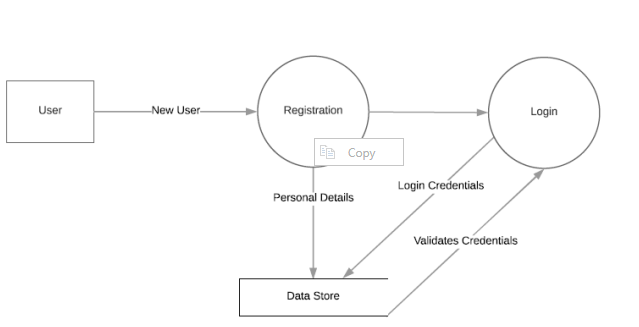 User
New User
Registration
Login
Copy
Personal Details
Login Credentials
Validates Credentials
Data Store